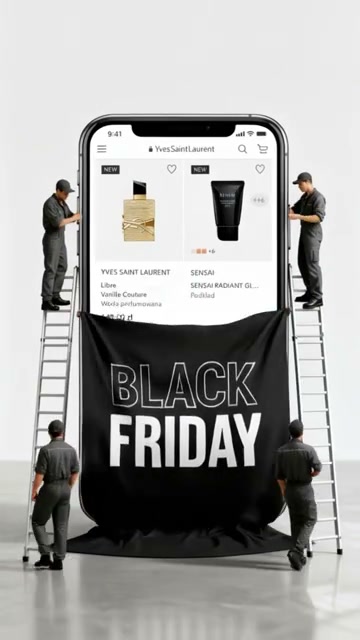 9:41
YvesSaintLaurent
NEW
NEW
+6
YVES SAINT LAURENT
Libre
Vanille Couture
Woda perfumowana
SENSAI
SENSAI RADIANT GL...
Podkład
BLACK
FRIDAY